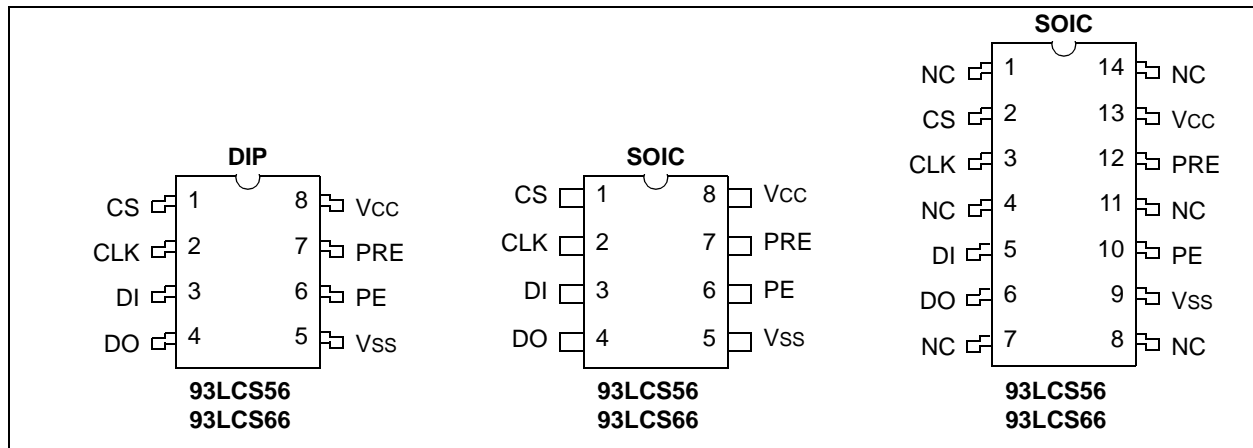 DIP
CS 1 8 VCC
CLK 2 7 PRE
DI 3 6 PE
DO 4 5 VSS
93LCS56
93LCS66
SOIC
CS 1 8 VCC
CLK 2 7 PRE
DI 3 6 PE
DO 4 5 VSS
93LCS56
93LCS66
SOIC
NC 1 14 NC
CS 2 13 VCC
CLK 3 12 PRE
NC 4 11 NC
DI 5 10 PE
DO 6 9 VSS
NC 7 8 NC
93LCS56
93LCS66